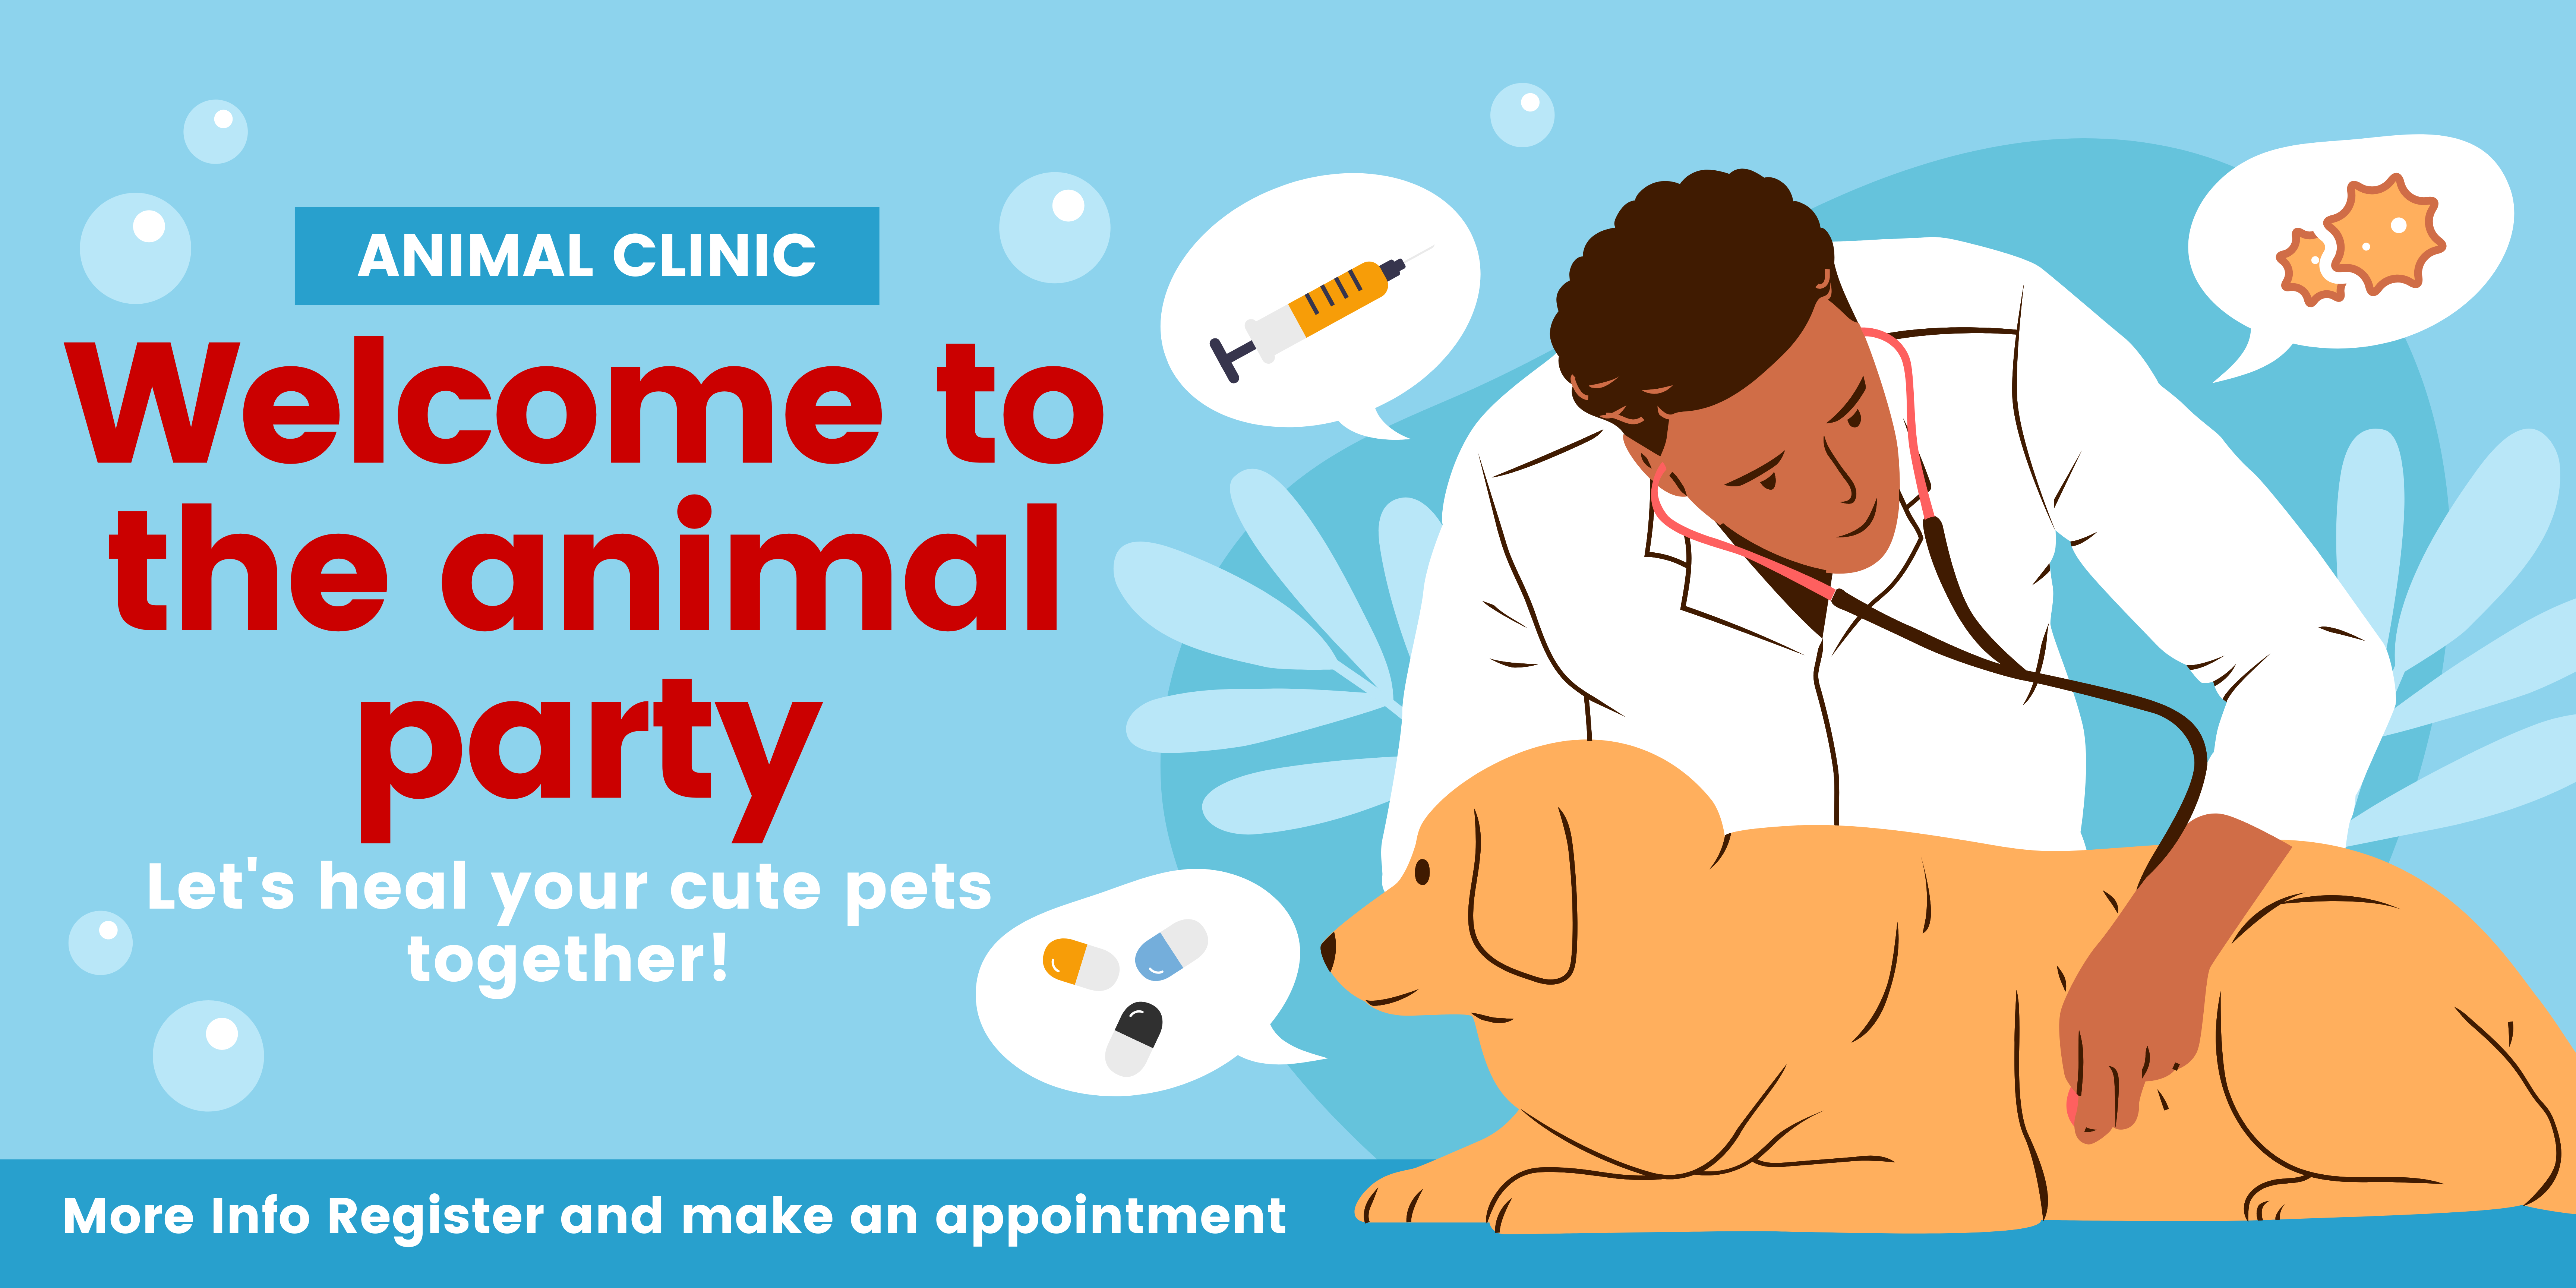 ANIMAL CLINIC
Welcome to
the animal
party
Let's heal your cute pets
together!
More Info Register and make an appointment